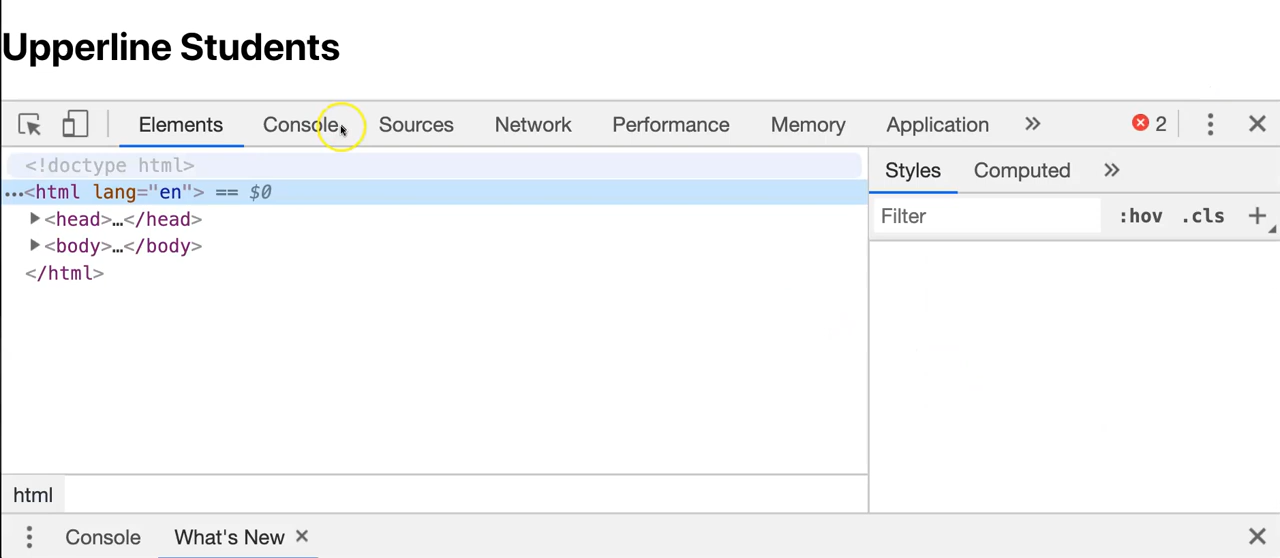 Upperline Students
Elements Console Sources Network Performance Memory Application » 2
<!doctype html>
…<html lang="en"> == $0
<head>…</head>
<body>…</body>
</html>
Styles Computed »
Filter :hov .cls +
html
Console What's New